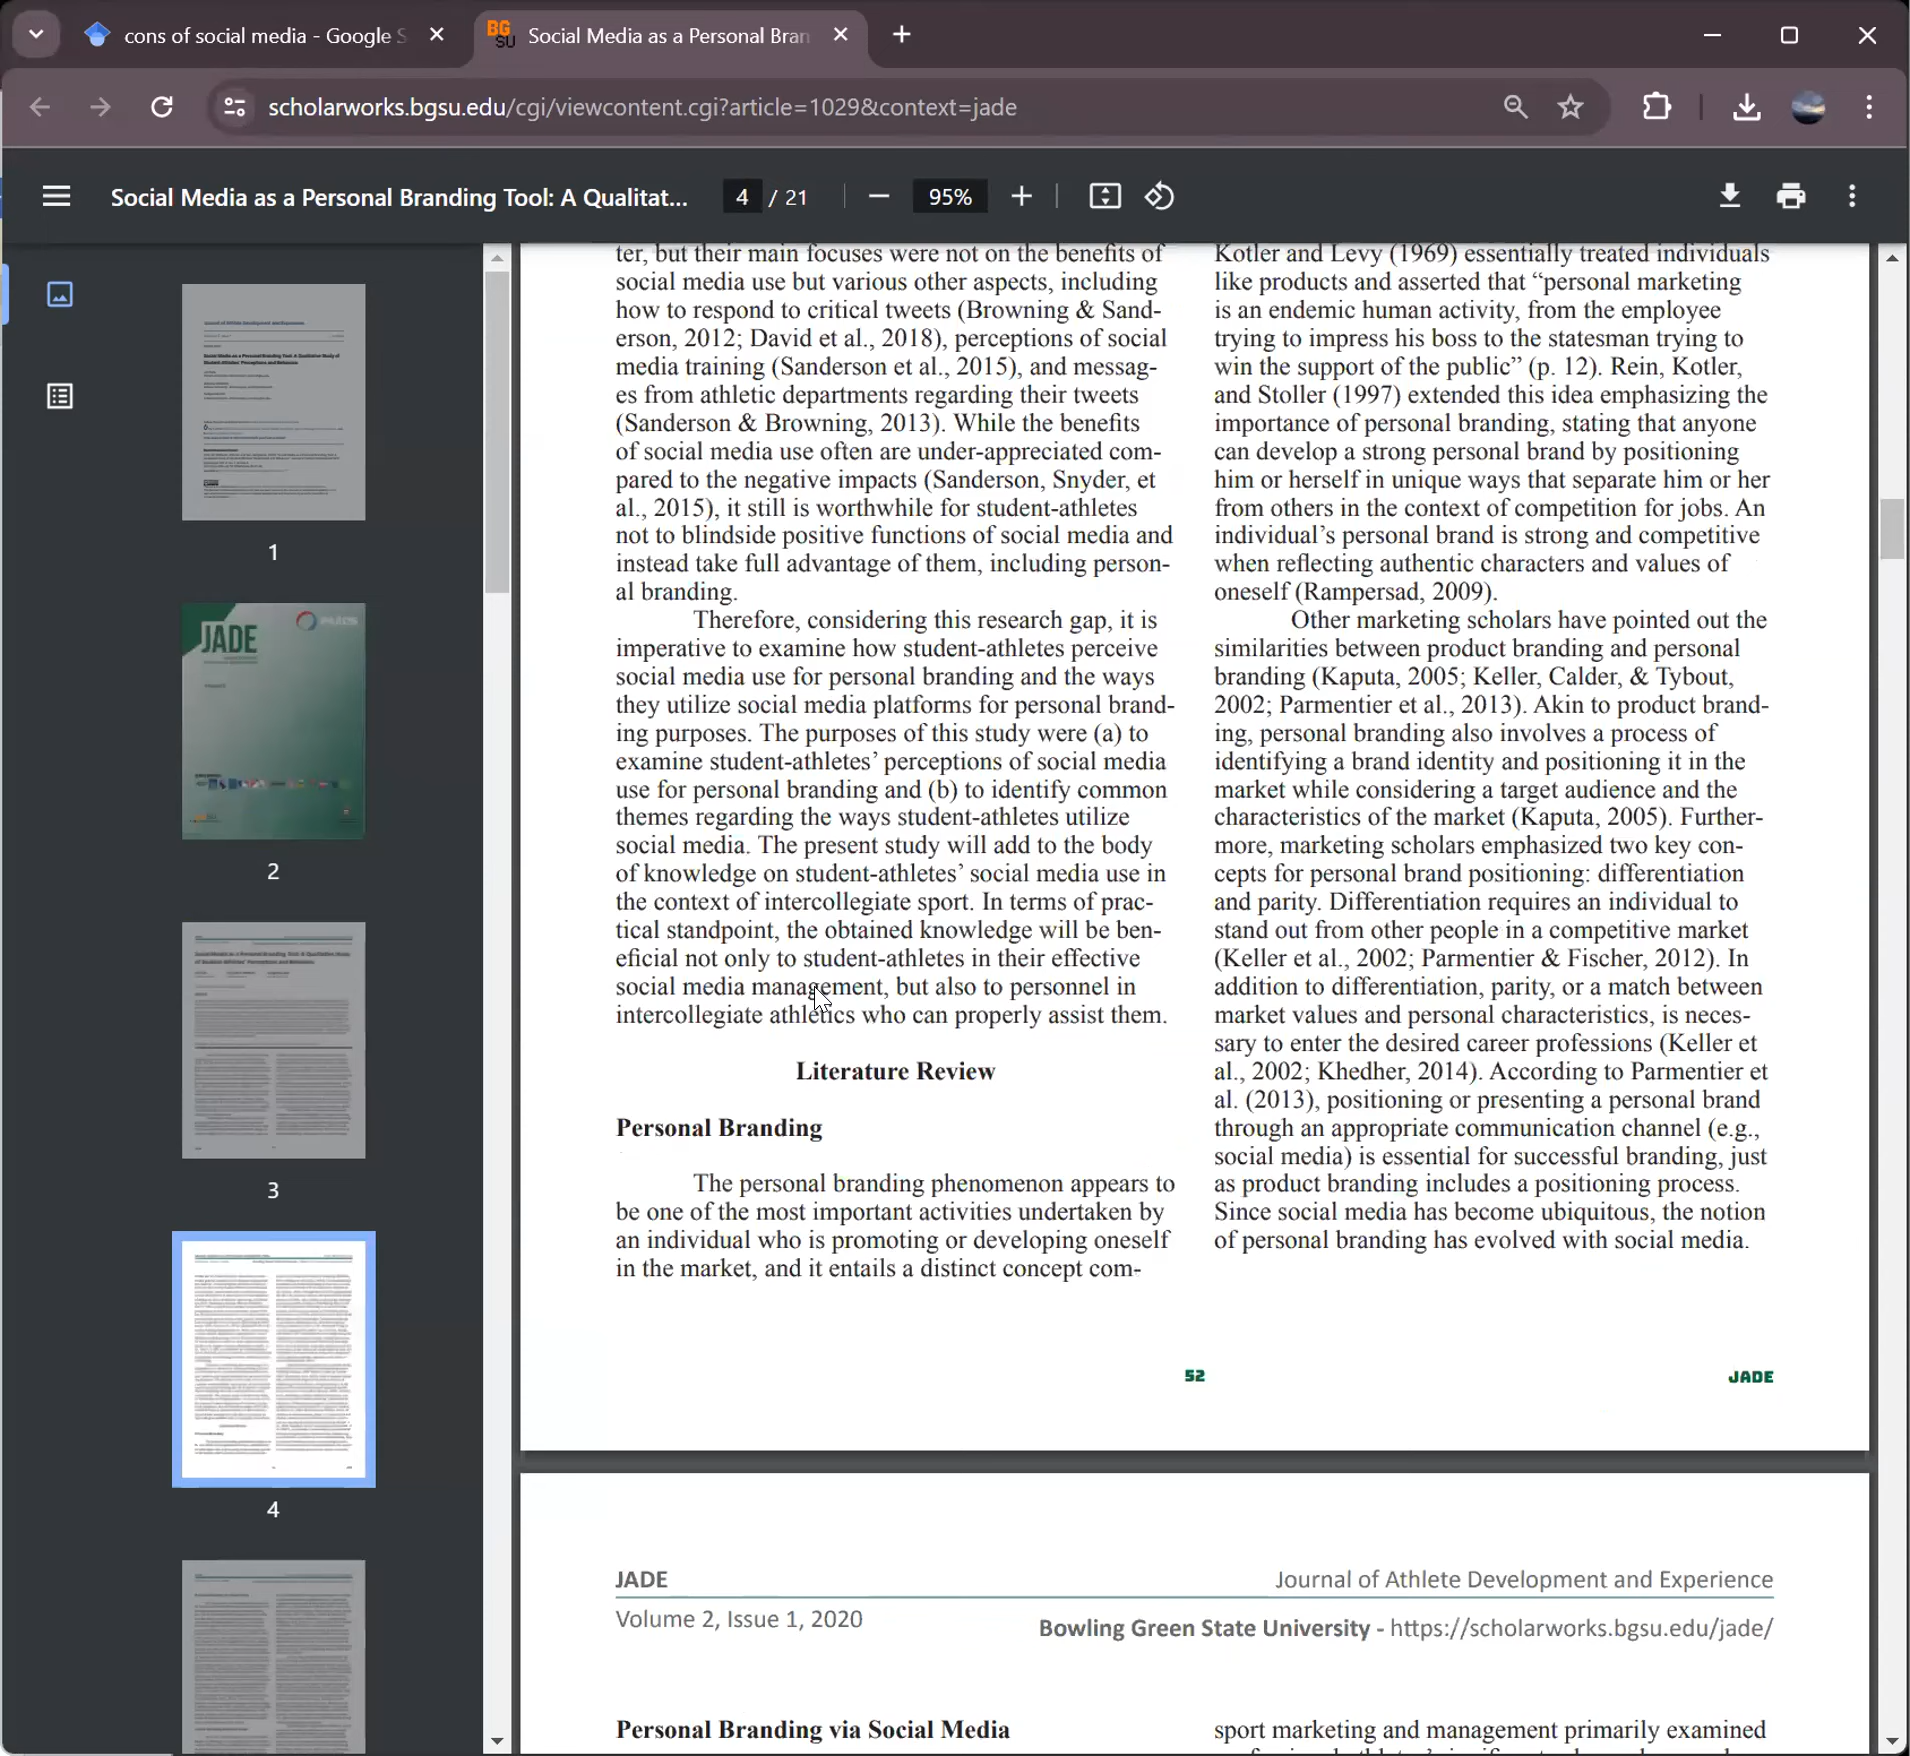 cons of social media - Google S
BG
SU
Social Media as a Personal Bran
scholarworks.bgsu.edu/cgi/viewcontent.cgi?article=1029&context=jade
Social Media as a Personal Branding Tool: A Qualitat...
4 / 21
95%
1
JADE
2
3
4
ter, but their main focuses were not on the benefits of
social media use but various other aspects, including
how to respond to critical tweets (Browning & Sand-
erson, 2012; David et al., 2018), perceptions of social
media training (Sanderson et al., 2015), and messag-
es from athletic departments regarding their tweets
(Sanderson & Browning, 2013). While the benefits
of social media use often are under-appreciated com-
pared to the negative impacts (Sanderson, Snyder, et
al., 2015), it still is worthwhile for student-athletes
not to blindside positive functions of social media and
instead take full advantage of them, including person-
al branding.
Therefore, considering this research gap, it is
imperative to examine how student-athletes perceive
social media use for personal branding and the ways
they utilize social media platforms for personal brand-
ing purposes. The purposes of this study were (a) to
examine student-athletes' perceptions of social media
use for personal branding and (b) to identify common
themes regarding the ways student-athletes utilize
social media. The present study will add to the body
of knowledge on student-athletes' social media use in
the context of intercollegiate sport. In terms of prac-
tical standpoint, the obtained knowledge will be ben-
eficial not only to student-athletes in their effective
social media management, but also to personnel in
intercollegiate athletics who can properly assist them.
Literature Review
Personal Branding
The personal branding phenomenon appears to
be one of the most important activities undertaken by
an individual who is promoting or developing oneself
in the market, and it entails a distinct concept com-
Kotler and Levy (1969) essentially treated individuals
like products and asserted that “personal marketing
is an endemic human activity, from the employee
trying to impress his boss to the statesman trying to
win the support of the public” (p. 12). Rein, Kotler,
and Stoller (1997) extended this idea emphasizing the
importance of personal branding, stating that anyone
can develop a strong personal brand by positioning
him or herself in unique ways that separate him or her
from others in the context of competition for jobs. An
individual's personal brand is strong and competitive
when reflecting authentic characters and values of
oneself (Rampersad, 2009).
Other marketing scholars have pointed out the
similarities between product branding and personal
branding (Kaputa, 2005; Keller, Calder, & Tybout,
2002; Parmentier et al., 2013). Akin to product brand-
ing, personal branding also involves a process of
identifying a brand identity and positioning it in the
market while considering a target audience and the
characteristics of the market (Kaputa, 2005). Further-
more, marketing scholars emphasized two key con-
cepts for personal brand positioning: differentiation
and parity. Differentiation requires an individual to
stand out from other people in a competitive market
(Keller et al., 2002; Parmentier & Fischer, 2012). In
addition to differentiation, parity, or a match between
market values and personal characteristics, is neces-
sary to enter the desired career professions (Keller et
al., 2002; Khedher, 2014). According to Parmentier et
al. (2013), positioning or presenting a personal brand
through an appropriate communication channel (e.g.,
social media) is essential for successful branding, just
as product branding includes a positioning process.
Since social media has become ubiquitous, the notion
of personal branding has evolved with social media.
52
JADE
JADE
Journal of Athlete Development and Experience
Volume 2, Issue 1, 2020
Bowling Green State University - https://scholarworks.bgsu.edu/jade/
Personal Branding via Social Media
sport marketing and management primarily examined